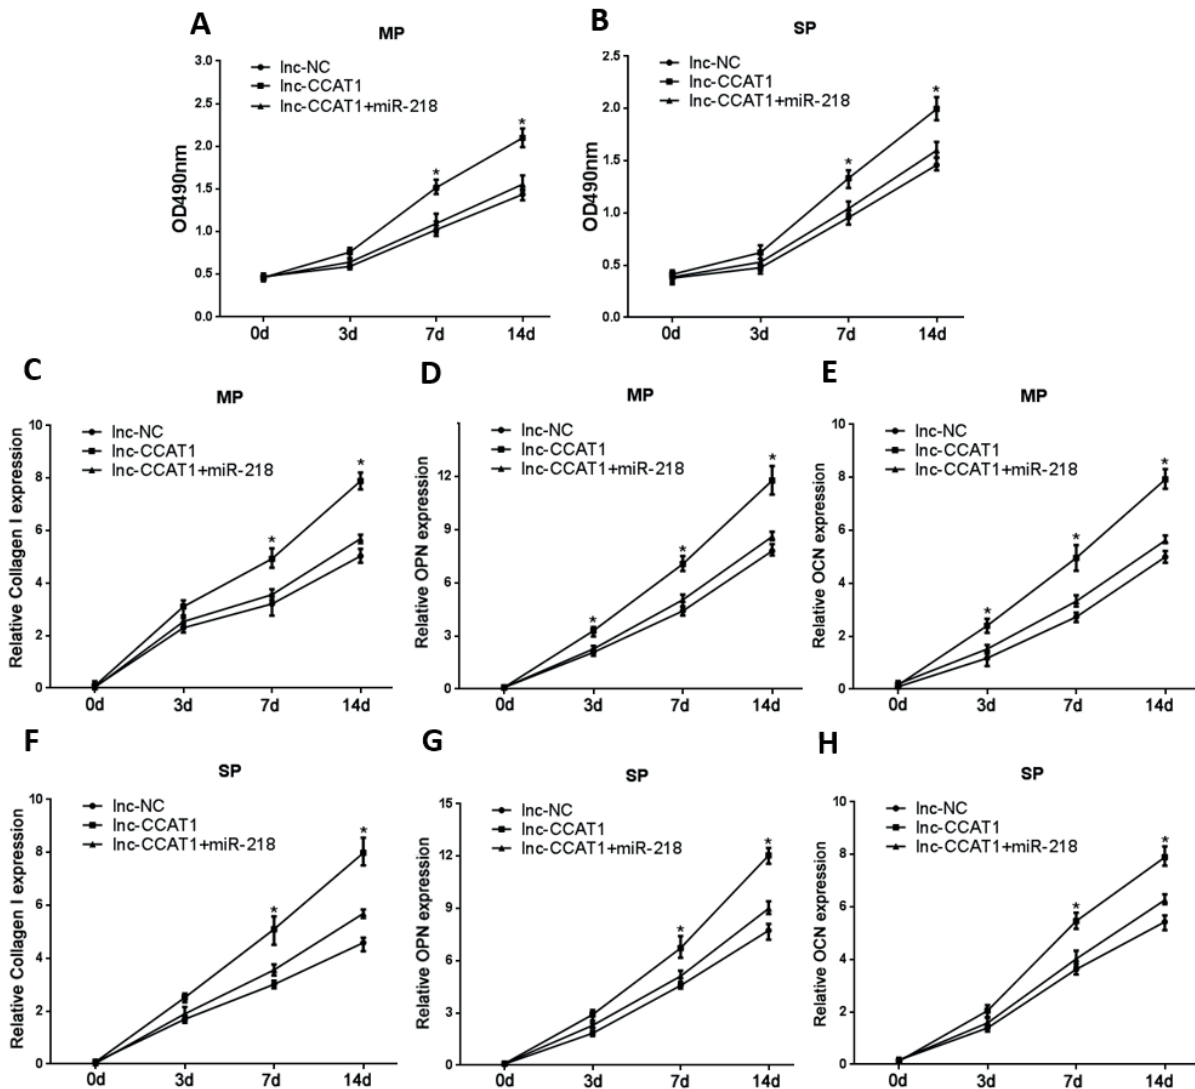 A
MP
lnc-NC
lnc-CCAT1
lnc-CCAT1+miR-218
OD490nm
3.0
2.5
2.0
1.5
1.0
0.5
0.0
*
*
0d 3d 7d 14d
B
SP
lnc-NC
lnc-CCAT1
lnc-CCAT1+miR-218
OD490nm
2.5
2.0
1.5
1.0
0.5
0.0
*
*
0d 3d 7d 14d
C
MP
lnc-NC
lnc-CCAT1
lnc-CCAT1+miR-218
Relative Collagen I expression
10
8
6
4
2
0
*
*
0d 3d 7d 14d
D
MP
lnc-NC
lnc-CCAT1
lnc-CCAT1+miR-218
Relative OPN expression
12
9
6
3
0
*
*
*
0d 3d 7d 14d
E
MP
lnc-NC
lnc-CCAT1
lnc-CCAT1+miR-218
Relative OCN expression
10
8
6
4
2
0
*
*
*
0d 3d 7d 14d
F
SP
lnc-NC
lnc-CCAT1
lnc-CCAT1+miR-218
Relative Collagen I expression
10
8
6
4
2
0
*
*
0d 3d 7d 14d
G
SP
lnc-NC
lnc-CCAT1
lnc-CCAT1+miR-218
Relative OPN expression
15
12
9
6
3
0
*
*
0d 3d 7d 14d
H
SP
lnc-NC
lnc-CCAT1
lnc-CCAT1+miR-218
Relative OCN expression
10
8
6
4
2
0
*
*
0d 3d 7d 14d